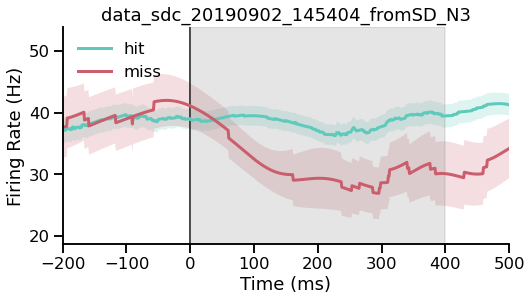 data_sdc_20190902_145404_fromSD_N3
hit
miss
Firing Rate (Hz)
50
40
30
20
−200 −100 0 100 200 300 400 500
Time (ms)